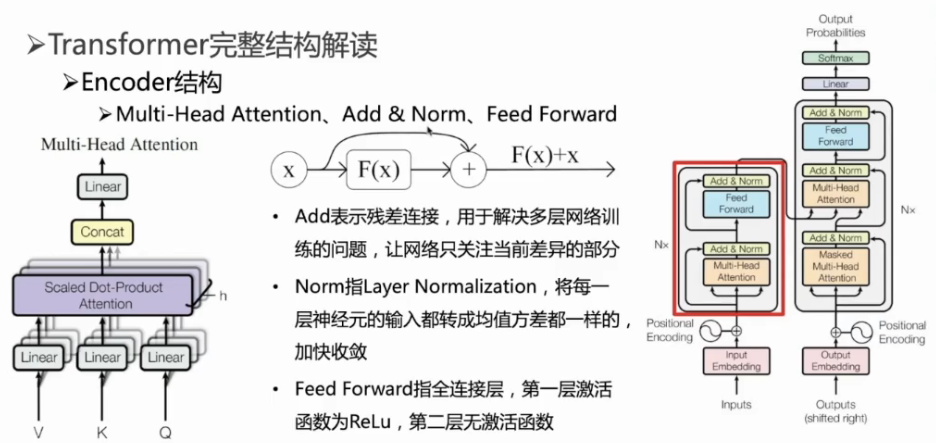 ➢Transformer完整结构解读
➢Encoder结构
➢Multi-Head Attention、Add & Norm、Feed Forward
Multi-Head Attention
Linear
Concat
Scaled Dot-Product
Attention
h
Linear
Linear
Linear
V
K
Q
x
F(x)
+
F(x)+x
• Add表示残差连接，用于解决多层网络训
练的问题，让网络只关注当前差异的部分
• Norm指Layer Normalization，将每一
层神经元的输入都转成均值方差都一样的，
加快收敛
• Feed Forward指全连接层，第一层激活
函数为ReLu，第二层无激活函数
Output
Probabilities
Softmax
Linear
Add & Norm
Feed
Forward
Add & Norm
Multi-Head
Attention
Add & Norm
Masked
Multi-Head
Attention
N×
Add & Norm
Feed
Forward
Add & Norm
Multi-Head
Attention
N×
Positional
Encoding
Positional
Encoding
Input
Embedding
Output
Embedding
Inputs
Outputs
(shifted right)